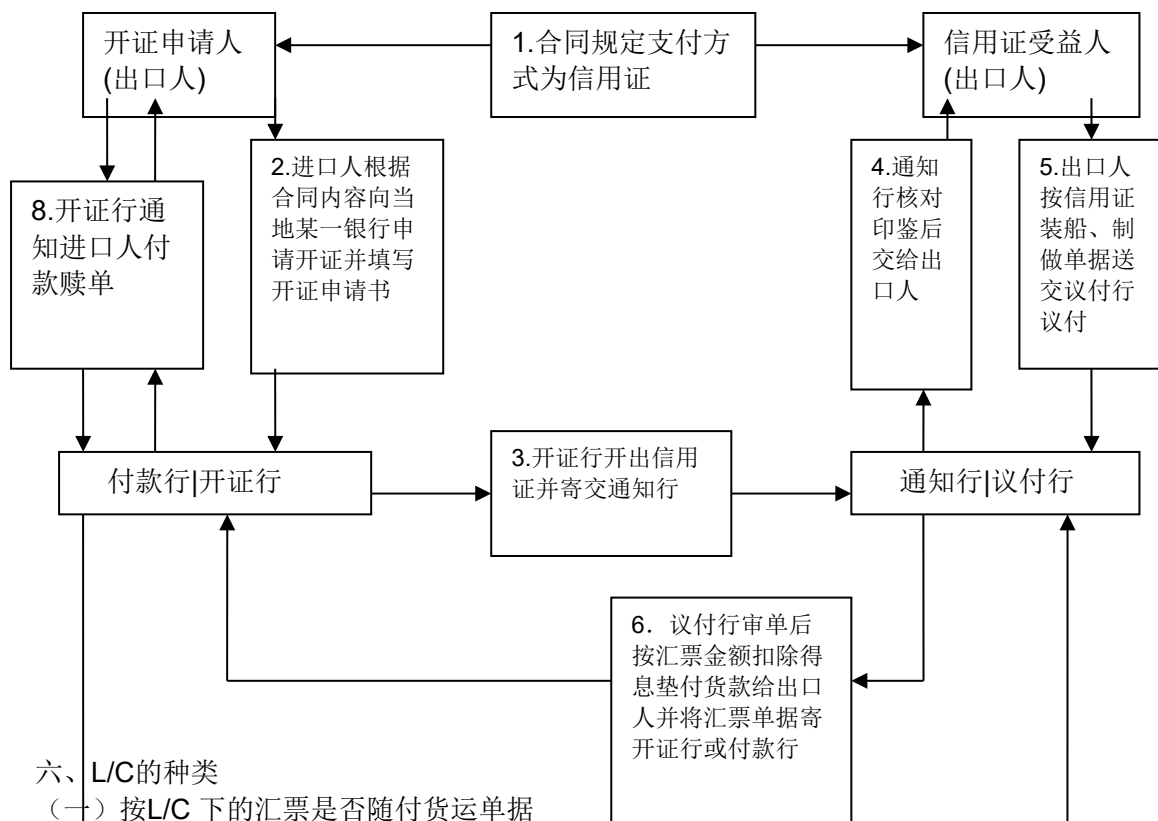 开证申请人
(出口人)
1.合同规定支付方
式为信用证
信用证受益人
(出口人)
8.开证行通
知进口人付
款赎单
2.进口人根据
合同内容向当
地某一银行申
请开证并填写
开证申请书
4.通知
行核对
印鉴后
交给出
口人
5.出口人
按信用证
装船、制
做单据送
交议付行
议付
付款行|开证行
3.开证行开出信用
证并寄交通知行
通知行|议付行
6．议付行审单后
按汇票金额扣除得
息垫付货款给出口
人并将汇票单据寄
开证行或付款行
六、L/C的种类
（一）按L/C 下的汇票是否随付货运单据